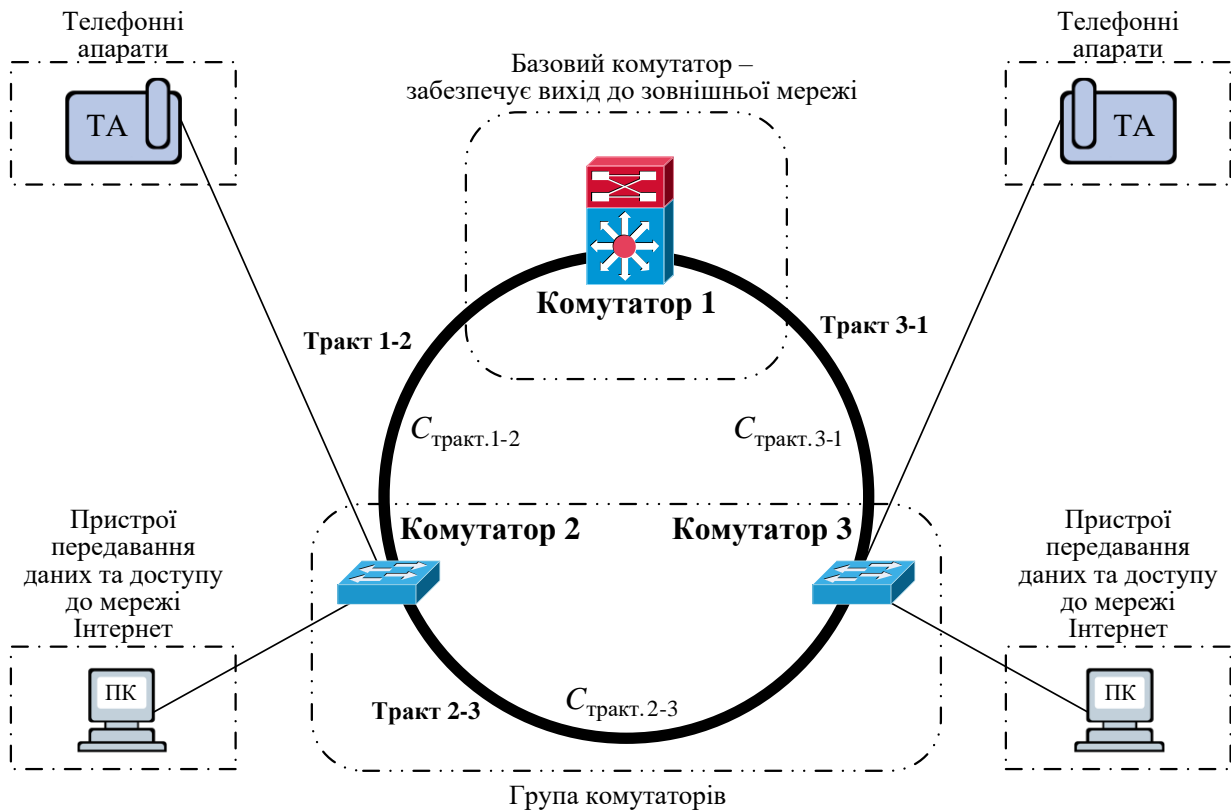 Телефонні
апарати
Телефонні
апарати
Базовий комутатор –
забезпечує вихід до зовнішньої мережі
ТА
ТА
Комутатор 1
Тракт 1-2
Тракт 3-1
Cтракт.1-2
Cтракт.3-1
Комутатор 2
Комутатор 3
Пристрої
передавання
даних та доступу
до мережі
Інтернет
Пристрої
передавання
даних та доступу
до мережі
Інтернет
ПК
ПК
Тракт 2-3
Cтракт.2-3
Група комутаторів